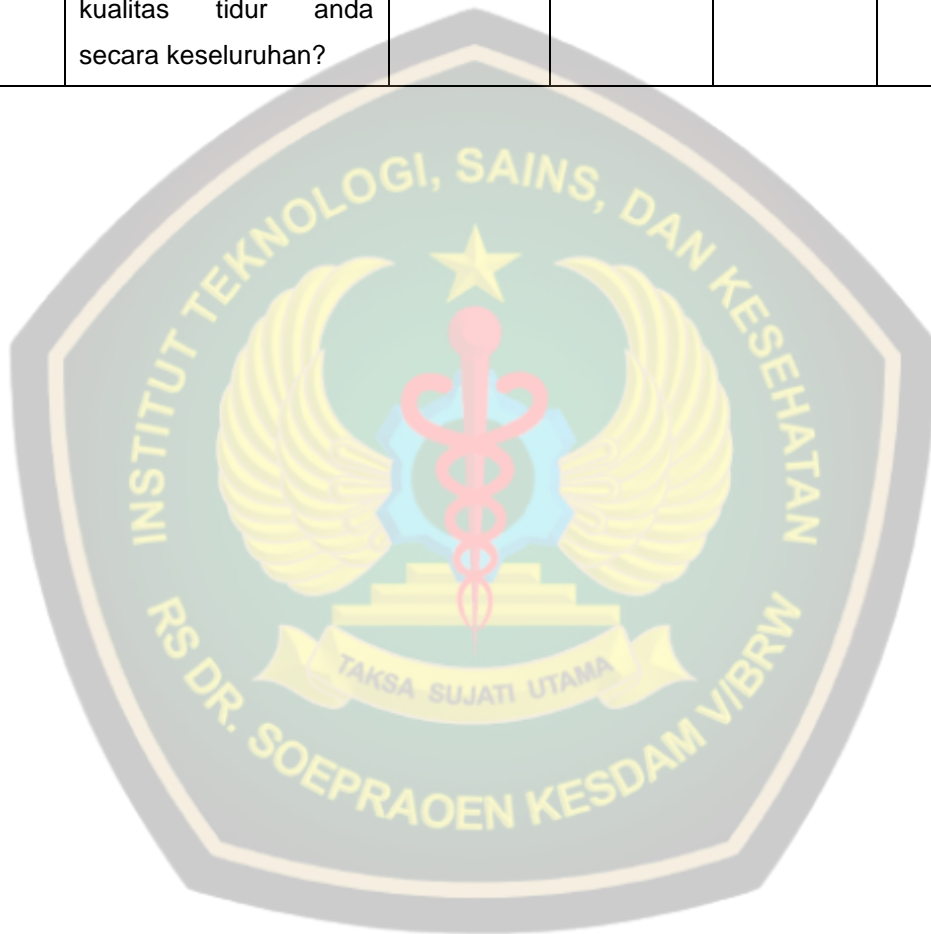 kualitas tidur anda
secara keseluruhan?
INSTITUT TEKNOLOGI, SAINS, DAN KESEHATAN
TAKSA SUJATI UTAMA
RS DR. SOEPRAOEN KESDAM V/BRW